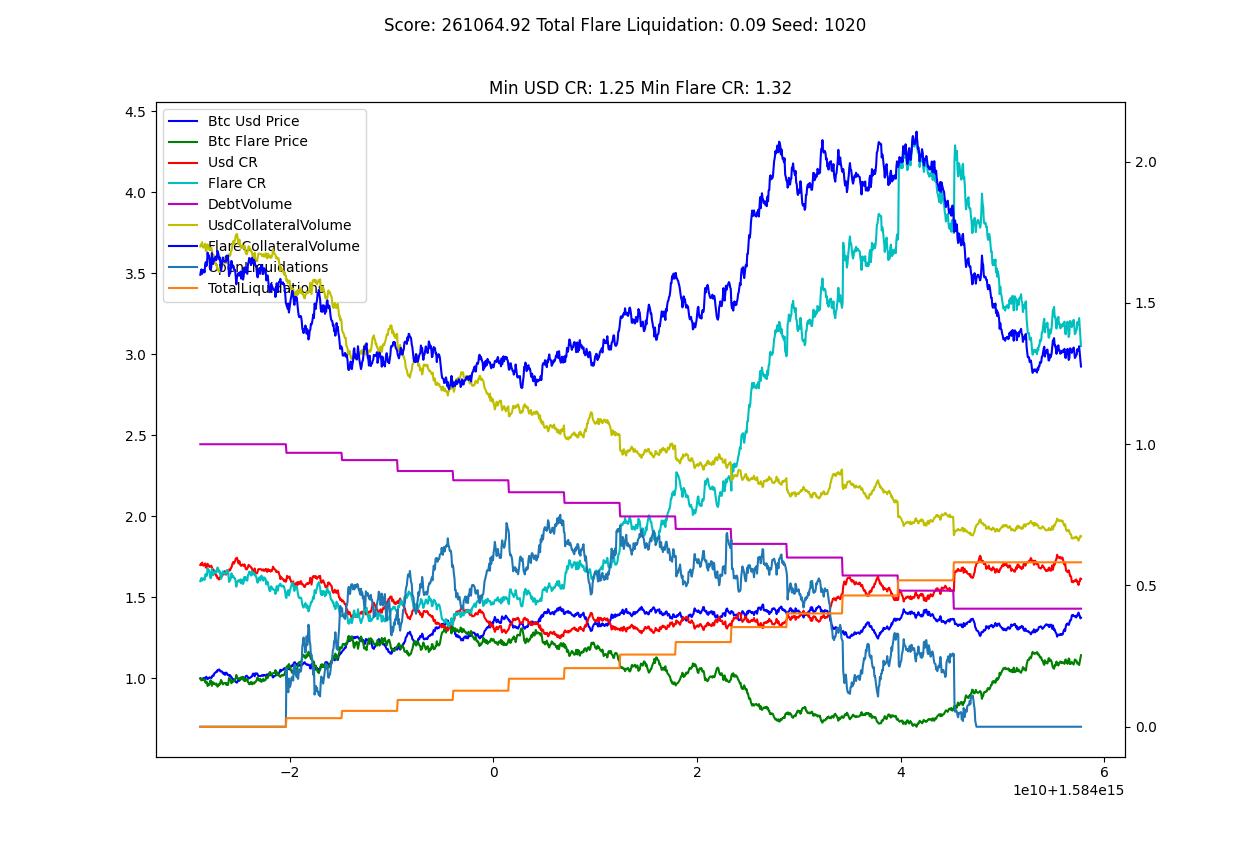 Score: 261064.92 Total Flare Liquidation: 0.09 Seed: 1020
Min USD CR: 1.25 Min Flare CR: 1.32
Btc Usd Price
Btc Flare Price
Usd CR
Flare CR
DebtVolume
UsdCollateralVolume
FlareCollateralVolume
OpenLiquidations
TotalLiquidations
4.5
4.0
3.5
3.0
2.5
2.0
1.5
1.0
2.0
1.5
1.0
0.5
0.0
−2
0
2
4
6
1e10+1.584e15